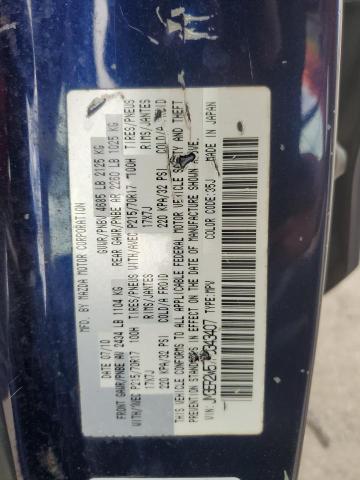 MFD. BY MAZDA MOTOR CORPORATION
DATE 07/10 GVWR/PNBV 4685 LB 2125 KG
FRONT GAWR/PNBE AV 2434 LB 1104 KG REAR GAWR/PNBE AR 2260 LB 1025 KG
WITH/AVEC P215/70R17 100H TIRES/PNEUS WITH/AVEC P215/70R17 100H TIRES/PNEUS
17X7J RIMS/JANTES 17X7J RIMS/JANTES
220 KPA/32 PSI COLD/A FROID 220 KPA/32 PSI COLD/A
THIS VEHICLE CONFORMS TO ALL APPLICABLE FEDERAL MOTOR VEHICLE SAFETY AND THEFT
PREVENTION STANDARDS IN EFFECT ON THE DATE OF MANUFACTURE SHOWN ABOVE.
VIN: TYPE:MPV COLOR CODE:35J MADE IN JAPAN